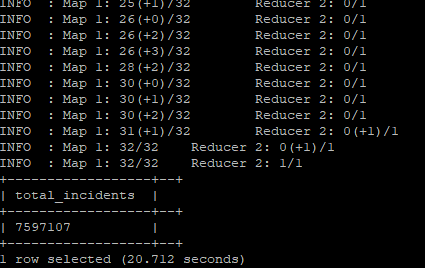 INFO  : Map 1: 25(+1)/32        Reducer 2: 0/1
INFO  : Map 1: 26(+0)/32        Reducer 2: 0/1
INFO  : Map 1: 26(+2)/32        Reducer 2: 0/1
INFO  : Map 1: 26(+3)/32        Reducer 2: 0/1
INFO  : Map 1: 28(+2)/32        Reducer 2: 0/1
INFO  : Map 1: 30(+0)/32        Reducer 2: 0/1
INFO  : Map 1: 30(+1)/32        Reducer 2: 0/1
INFO  : Map 1: 30(+2)/32        Reducer 2: 0/1
INFO  : Map 1: 31(+1)/32        Reducer 2: 0(+1)/1
INFO  : Map 1: 32/32    Reducer 2: 0(+1)/1
INFO  : Map 1: 32/32    Reducer 2: 1/1
+------------------+--+
| total_incidents  |
+------------------+--+
| 7597107          |
+------------------+--+
1 row selected (20.712 seconds)